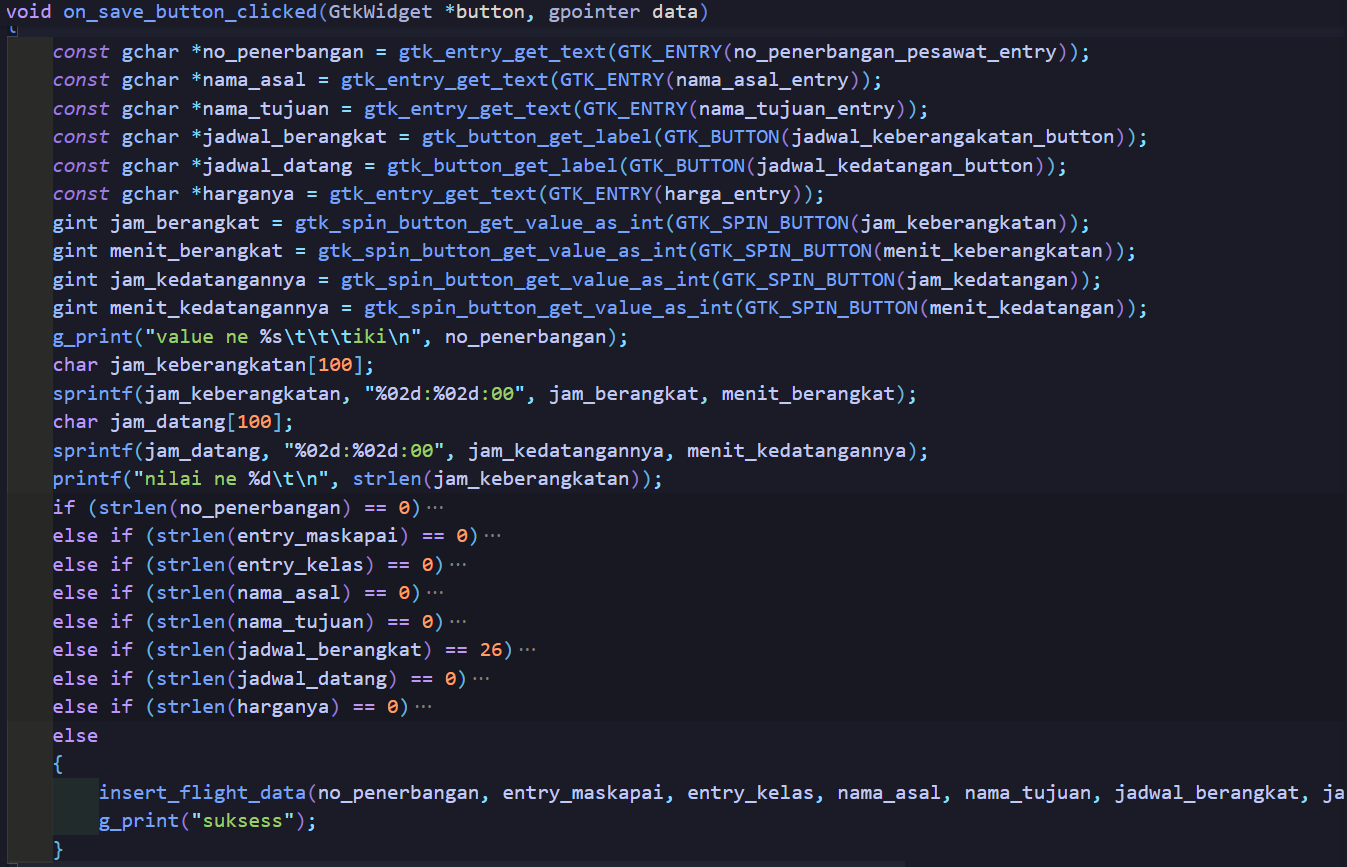 void on_save_button_clicked(GtkWidget *button, gpointer data)
{
    const gchar *no_penerbangan = gtk_entry_get_text(GTK_ENTRY(no_penerbangan_pesawat_entry));
    const gchar *nama_asal = gtk_entry_get_text(GTK_ENTRY(nama_asal_entry));
    const gchar *nama_tujuan = gtk_entry_get_text(GTK_ENTRY(nama_tujuan_entry));
    const gchar *jadwal_berangkat = gtk_button_get_label(GTK_BUTTON(jadwal_keberangakatan_button));
    const gchar *jadwal_datang = gtk_button_get_label(GTK_BUTTON(jadwal_kedatangan_button));
    const gchar *harganya = gtk_entry_get_text(GTK_ENTRY(harga_entry));
    gint jam_berangkat = gtk_spin_button_get_value_as_int(GTK_SPIN_BUTTON(jam_keberangkatan));
    gint menit_berangkat = gtk_spin_button_get_value_as_int(GTK_SPIN_BUTTON(menit_keberangkatan));
    gint jam_kedatangannya = gtk_spin_button_get_value_as_int(GTK_SPIN_BUTTON(jam_kedatangan));
    gint menit_kedatangannya = gtk_spin_button_get_value_as_int(GTK_SPIN_BUTTON(menit_kedatangan));
    g_print("value ne %s\t\t\tiki\n", no_penerbangan);
    char jam_keberangkatan[100];
    sprintf(jam_keberangkatan, "%02d:%02d:00", jam_berangkat, menit_berangkat);
    char jam_datang[100];
    sprintf(jam_datang, "%02d:%02d:00", jam_kedatangannya, menit_kedatangannya);
    printf("nilai ne %d\t\n", strlen(jam_keberangkatan));
    if (strlen(no_penerbangan) == 0)···
    else if (strlen(entry_maskapai) == 0)···
    else if (strlen(entry_kelas) == 0)···
    else if (strlen(nama_asal) == 0)···
    else if (strlen(nama_tujuan) == 0)···
    else if (strlen(jadwal_berangkat) == 26)···
    else if (strlen(jadwal_datang) == 0)···
    else if (strlen(harganya) == 0)···
    else
    {
        insert_flight_data(no_penerbangan, entry_maskapai, entry_kelas, nama_asal, nama_tujuan, jadwal_berangkat, ja
        g_print("suksess");
    }